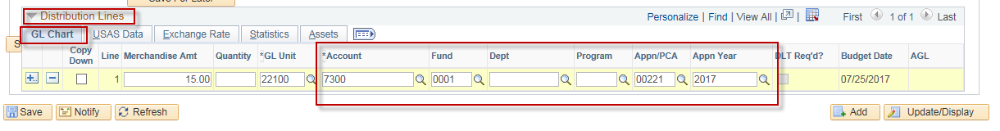 Save For Later
Distribution Lines Personalize | Find | View All | First 1 of 1 Last
GL Chart USAS Data Exchange Rate Statistics Assets
S
Copy Down Line Merchandise Amt Quantity *GL Unit *Account Fund Dept Program Appn/PCA Appn Year DLT Req'd? Budget Date AGL
1 15.00 22100 7300 0001 00221 2017 07/25/2017
Save Notify Refresh Add Update/Display